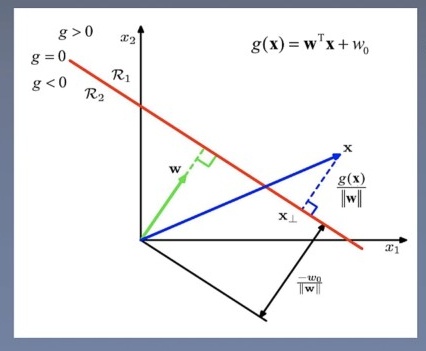 g > 0
x₂
g(𝐱) = 𝐰ᵀ𝐱 + w₀
g = 0
ℛ₁
g < 0
ℛ₂
𝐱
𝐰
g(𝐱)
‖𝐰‖
𝐱⊥
x₁
−w₀
‖𝐰‖